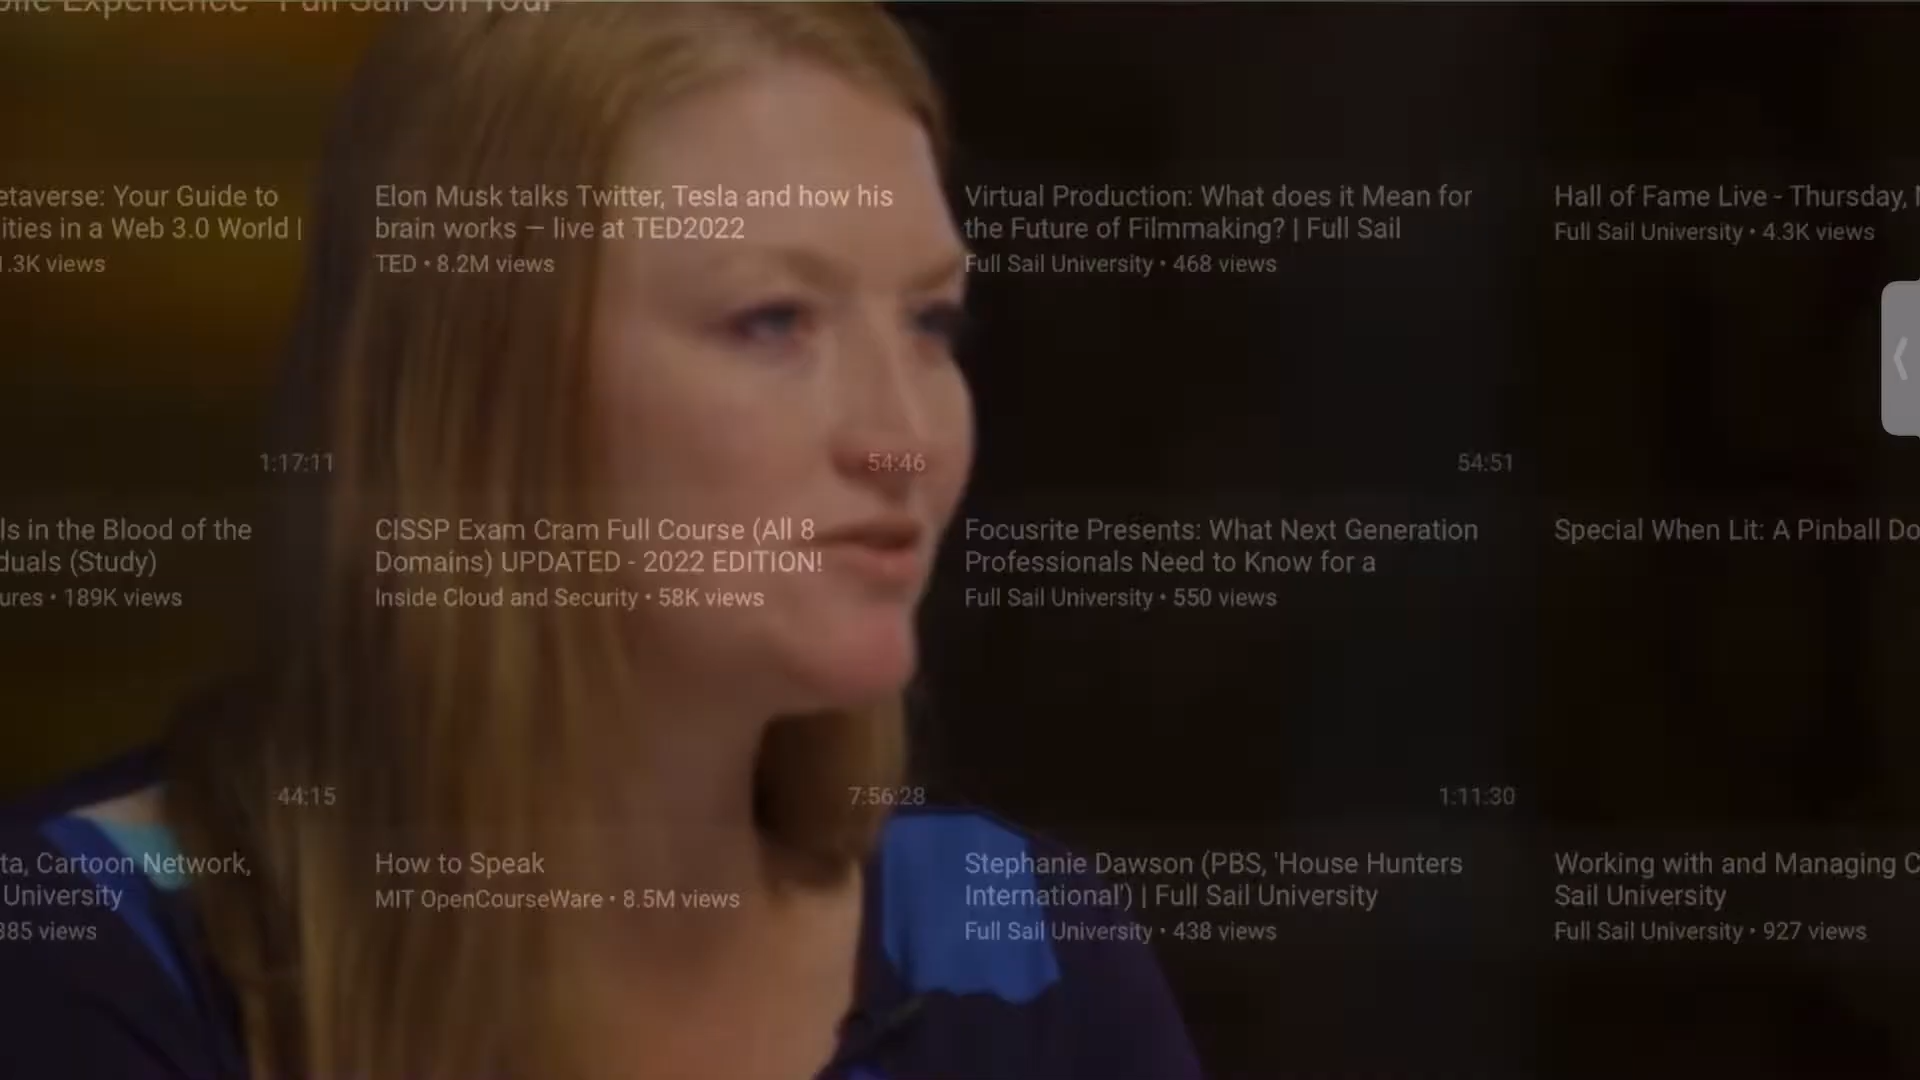 Experience - Full Sail On Tour
etaverse: Your Guide to
ities in a Web 3.0 World |
1.3K views
Elon Musk talks Twitter, Tesla and how his
brain works — live at TED2022
TED • 8.2M views
Virtual Production: What does it Mean for
the Future of Filmmaking? | Full Sail
Full Sail University • 468 views
Hall of Fame Live - Thursday,
Full Sail University • 4.3K views
1:17:11
54:46
54:51
ls in the Blood of the
duals (Study)
ures • 189K views
CISSP Exam Cram Full Course (All 8
Domains) UPDATED - 2022 EDITION!
Inside Cloud and Security • 58K views
Focusrite Presents: What Next Generation
Professionals Need to Know for a
Full Sail University • 550 views
Special When Lit: A Pinball Do
44:15
7:56:28
1:11:30
ta, Cartoon Network,
University
385 views
How to Speak
MIT OpenCourseWare • 8.5M views
Stephanie Dawson (PBS, 'House Hunters
International') | Full Sail University
Full Sail University • 438 views
Working with and Managing C
Sail University
Full Sail University • 927 views